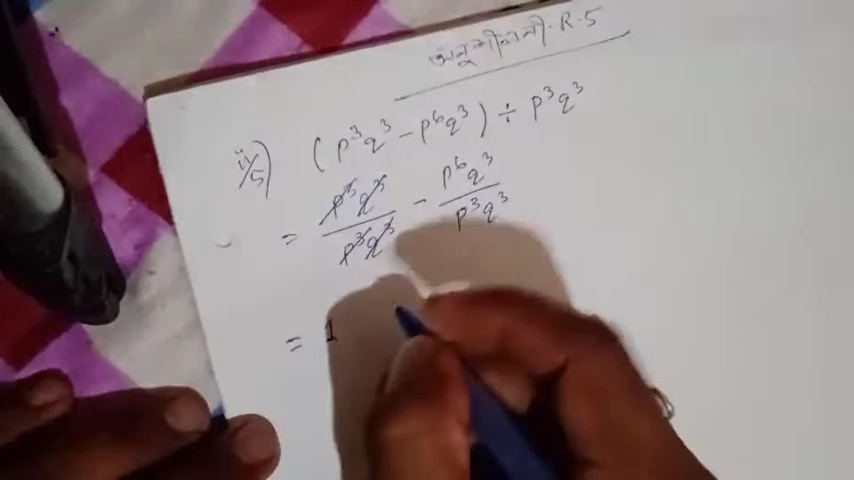 অনুশীলনী-R-5
ii/5) (p³q³ - p⁶q³) ÷ p³q³
= p³q³/p³q³ - p⁶q³/p³q³
= 1